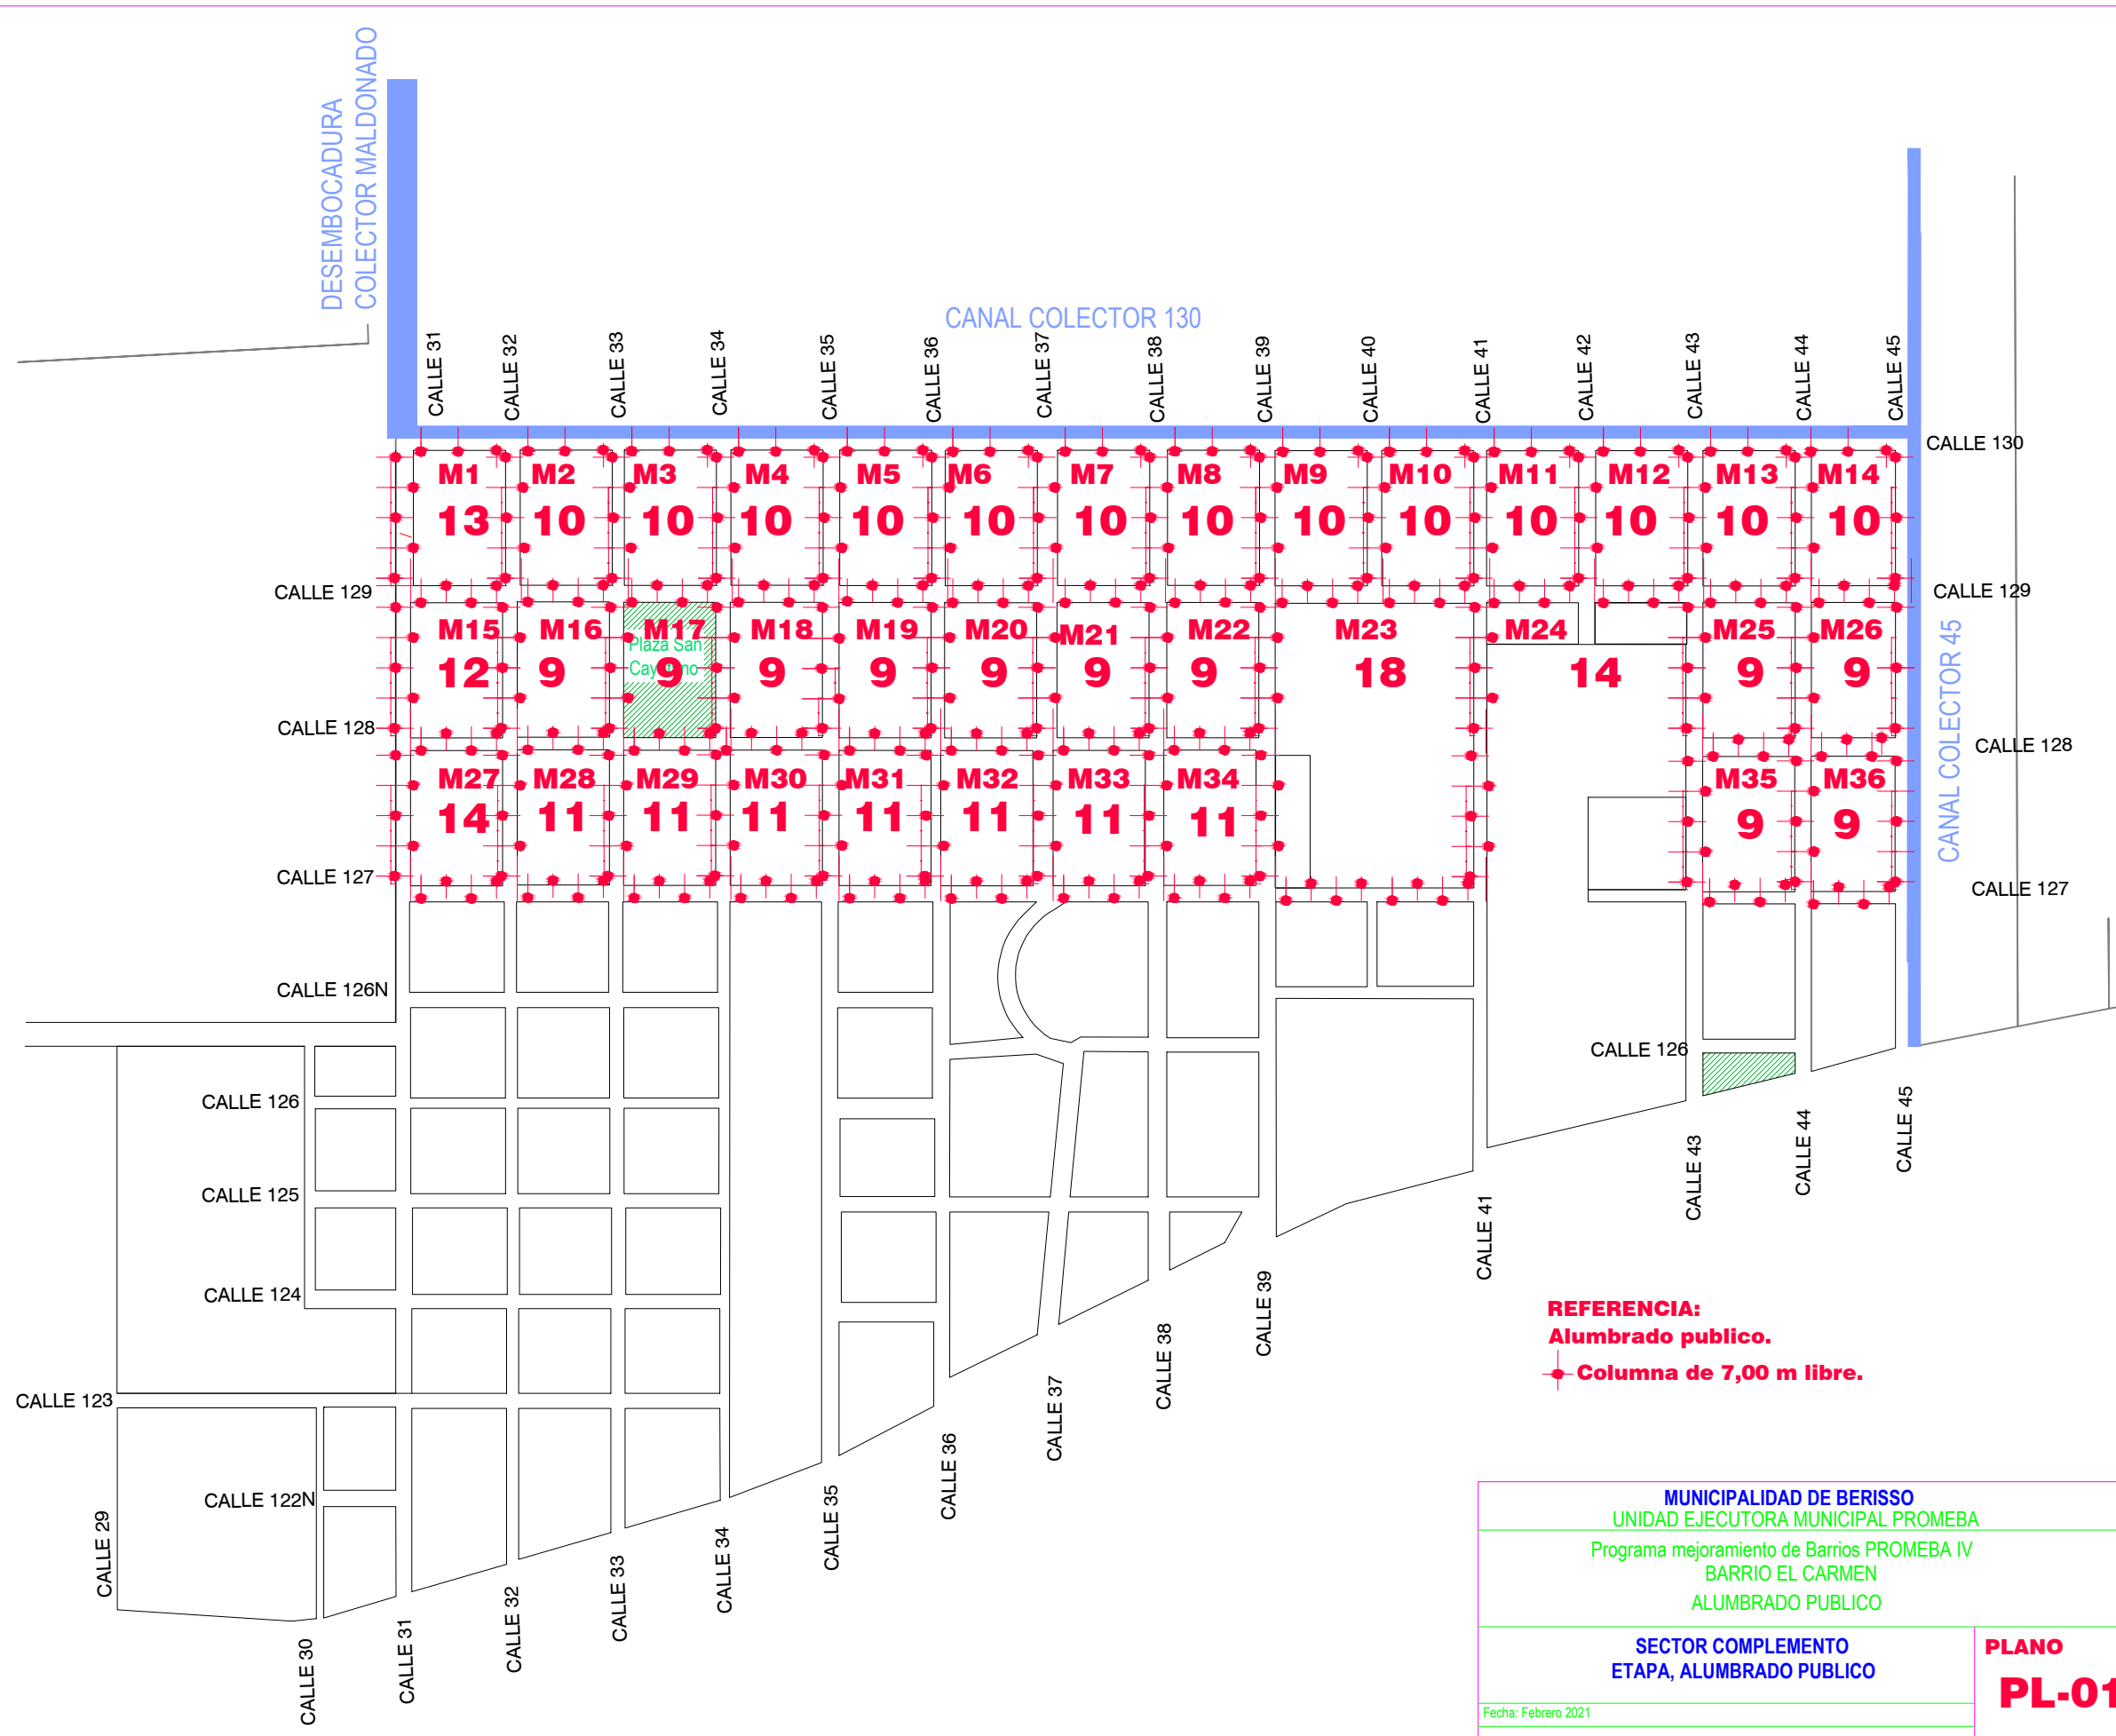 DESEMBOCADURA
COLECTOR MALDONADO
CANAL COLECTOR 130
CALLE 31
CALLE 32
CALLE 33
CALLE 34
CALLE 35
CALLE 36
CALLE 37
CALLE 38
CALLE 39
CALLE 40
CALLE 41
CALLE 42
CALLE 43
CALLE 44
CALLE 45
CALLE 130
M1 M2 M3 M4 M5 M6 M7 M8 M9 M10 M11 M12 M13 M14
13 10 10 10 10 10 10 10 10 10 10 10 10 10
CALLE 129
CALLE 129
M15 M16 M17 M18 M19 M20 M21 M22 M23 M24 M25 M26
Plaza San
Cayetano
12 9 9 9 9 9 9 9 18 14 9 9
CANAL COLECTOR 45
CALLE 128
CALLE 128
M27 M28 M29 M30 M31 M32 M33 M34 M35 M36
14 11 11 11 11 11 11 11 9 9
CALLE 127
CALLE 127
CALLE 126N
CALLE 126
CALLE 126
CALLE 125
CALLE 124
CALLE 123
CALLE 122N
CALLE 29
CALLE 30
CALLE 31
CALLE 32
CALLE 33
CALLE 34
CALLE 35
CALLE 36
CALLE 37
CALLE 38
CALLE 39
CALLE 41
CALLE 43
CALLE 44
CALLE 45
REFERENCIA:
Alumbrado publico.
Columna de 7,00 m libre.
MUNICIPALIDAD DE BERISSO
UNIDAD EJECUTORA MUNICIPAL PROMEBA
Programa mejoramiento de Barrios PROMEBA IV
BARRIO EL CARMEN
ALUMBRADO PUBLICO
SECTOR COMPLEMENTO
ETAPA, ALUMBRADO PUBLICO
PLANO
PL-01
Fecha: Febrero 2021